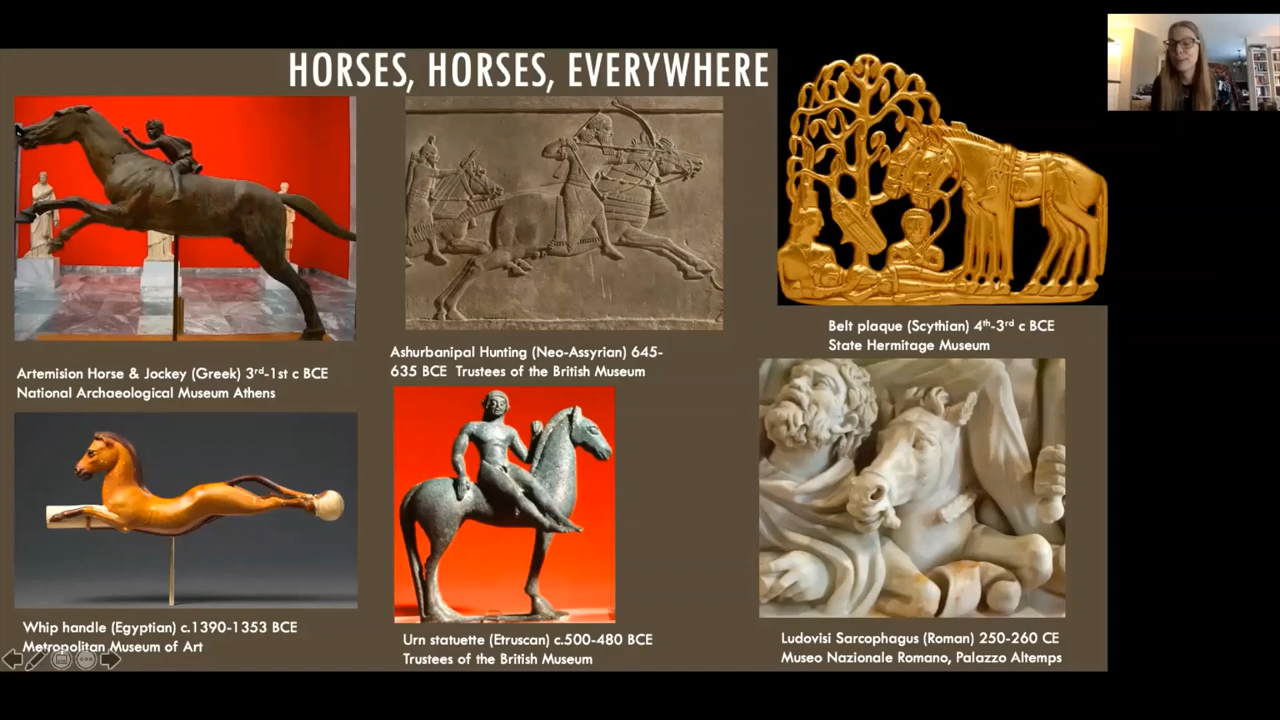 HORSES, HORSES, EVERYWHERE
Artemision Horse & Jockey (Greek) 3rd-1st c BCE
National Archaeological Museum Athens
Ashurbanipal Hunting (Neo-Assyrian) 645-
635 BCE  Trustees of the British Museum
Belt plaque (Scythian) 4th-3rd c BCE
State Hermitage Museum
Whip handle (Egyptian) c.1390-1353 BCE
Metropolitan Museum of Art
Urn statuette (Etruscan) c.500-480 BCE
Trustees of the British Museum
Ludovisi Sarcophagus (Roman) 250-260 CE
Museo Nazionale Romano, Palazzo Altemps